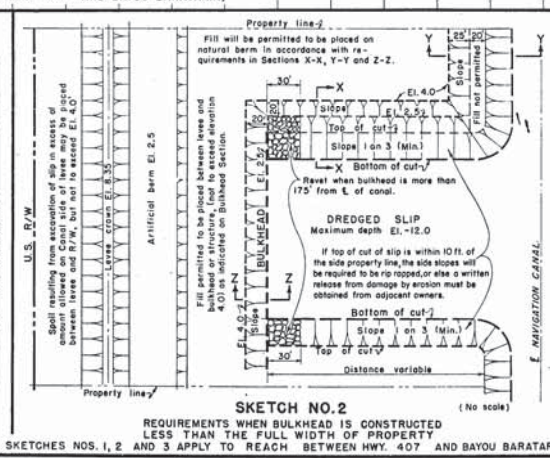 Property line
Fill will be permitted to be placed on
natural berm in accordance with re-
quirements in Sections X-X, Y-Y and Z-Z.
25' 20'
Y Y
Slope
Fill not permitted
30'
X
El. 4.0
20'
Slope
El. 2.5
20'
Top of cut
Slope 1 on 3 (Min.)
Bottom of cut
X
Revet when bulkhead is more than
175' from ℄ of canal.
U.S. R/W
Spoil resulting from excavation of slip in excess of
amount allowed on Canal side of levee may be placed
between levee and R/W, but not to exceed El. 4.0'
Levee crown El. 8.35
Artificial berm El. 2.5
Fill permitted to be placed between levee and
bulkhead or structure, (not to exceed elevation
4.0) as indicated on Bulkhead Section.
El. 2.5
BULKHEAD
DREDGED SLIP
Maximum depth El. -12.0
If top of cut of slip is within 10 ft. of
the side property line, the side slopes will
be required to be rip rapped, or else a written
release from damage by erosion must be
obtained from adjacent owners.
Z Z
El. 4.0
Slope
Bottom of cut
Slope 1 on 3 (Min.)
Top of cut
30'
Distance variable
NAVIGATION CANAL
Property line
SKETCH NO. 2
(No scale)
REQUIREMENTS WHEN BULKHEAD IS CONSTRUCTED
LESS THAN THE FULL WIDTH OF PROPERTY
SKETCHES NOS. 1, 2 AND 3 APPLY TO REACH BETWEEN HWY. 407 AND BAYOU BARATAR